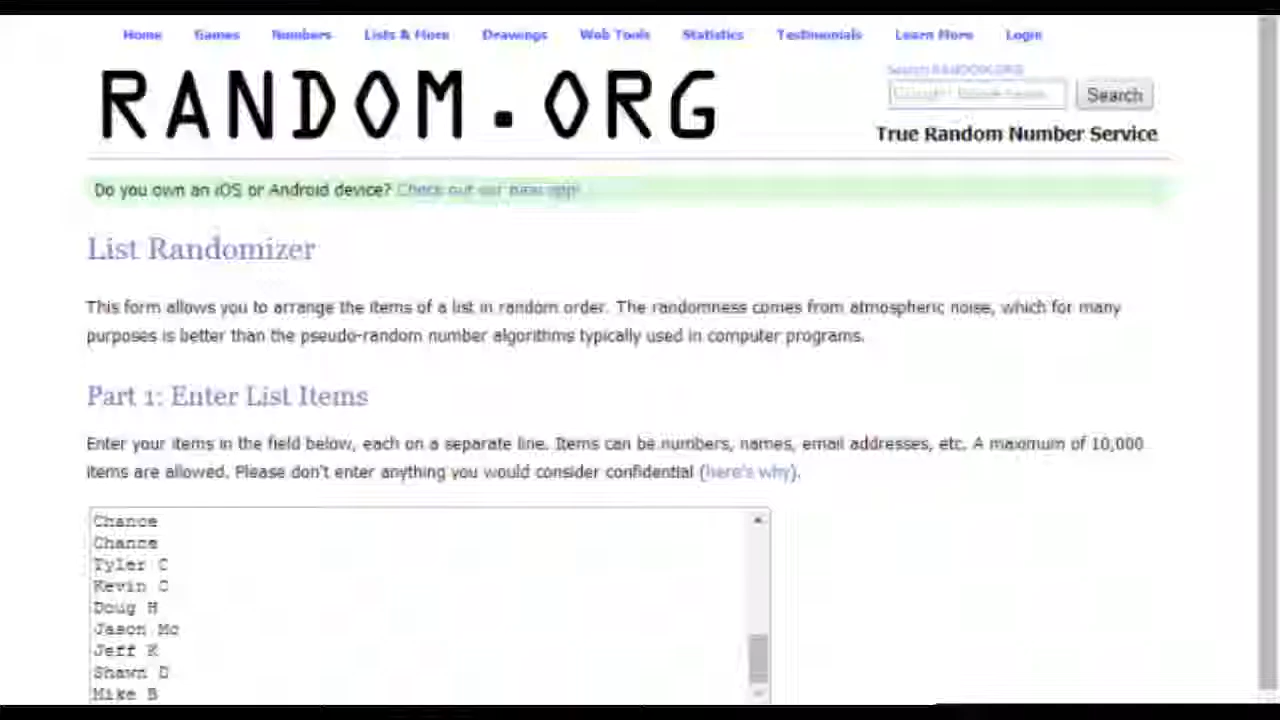 Home Games Numbers Lists & More Drawings Web Tools Statistics Testimonials Learn More Login
RANDOM.ORG
Search RANDOM.ORG
Search
True Random Number Service
Do you own an iOS or Android device? Check out our new app!
List Randomizer
This form allows you to arrange the items of a list in random order. The randomness comes from atmospheric noise, which for many
purposes is better than the pseudo-random number algorithms typically used in computer programs.
Part 1: Enter List Items
Enter your items in the field below, each on a separate line. Items can be numbers, names, email addresses, etc. A maximum of 10,000
items are allowed. Please don't enter anything you would consider confidential (here's why).
Chance
Chance
Tyler C
Kevin C
Doug H
Jason Mc
Jeff K
Shawn D
Mike B